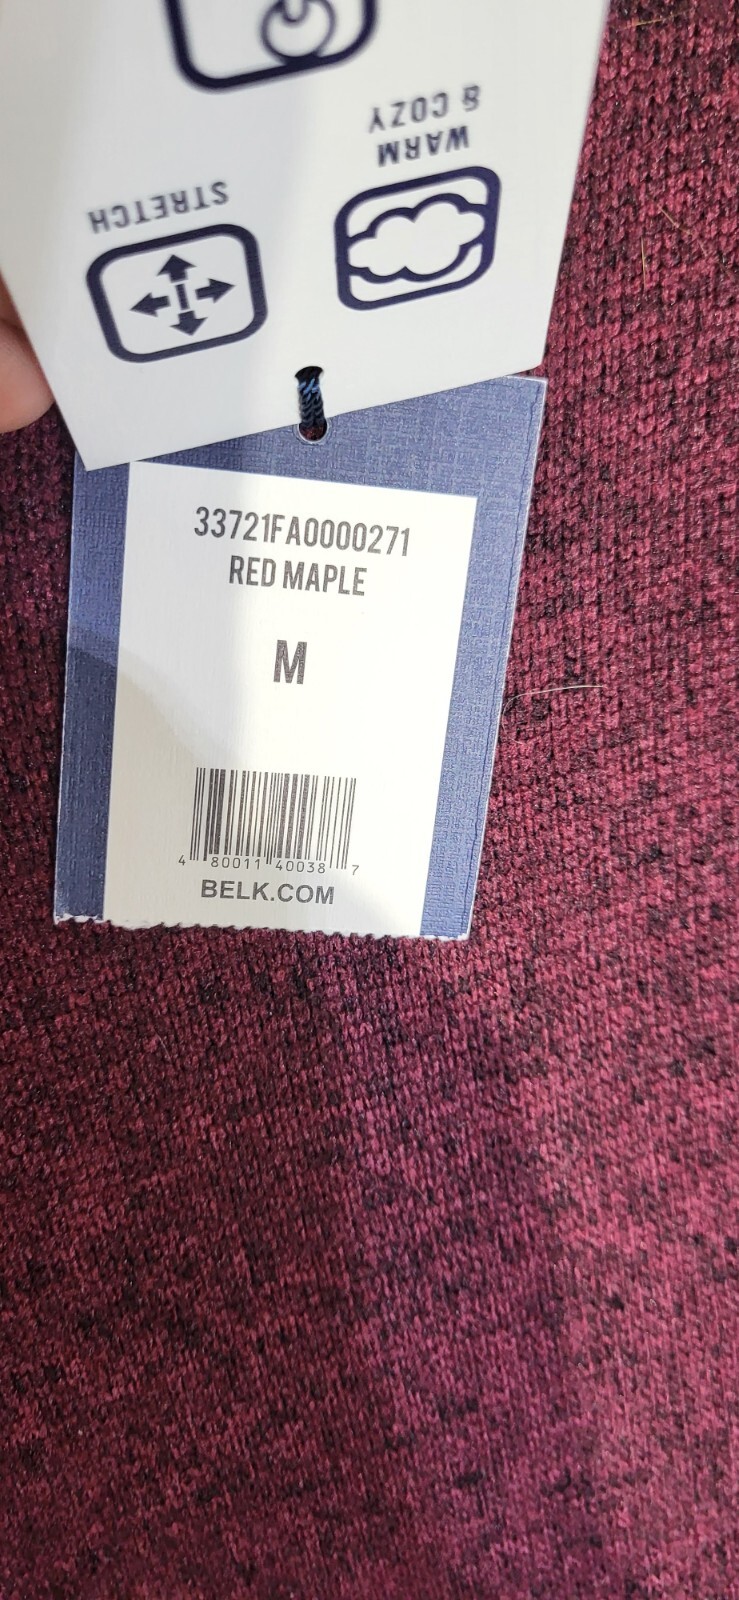 WARM
& COZY
STRETCH
33721FA0000271
RED MAPLE
M
4 80011 40038 7
BELK.COM